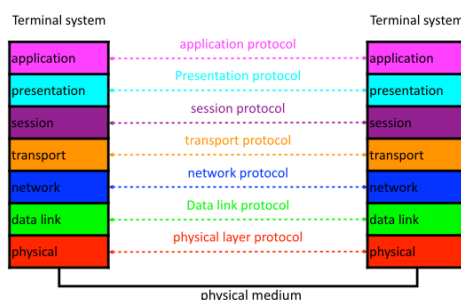 Terminal system
Terminal system
application
application protocol
application
presentation
Presentation protocol
presentation
session
session protocol
session
transport
transport protocol
transport
network
network protocol
network
data link
Data link protocol
data link
physical
physical layer protocol
physical
physical medium